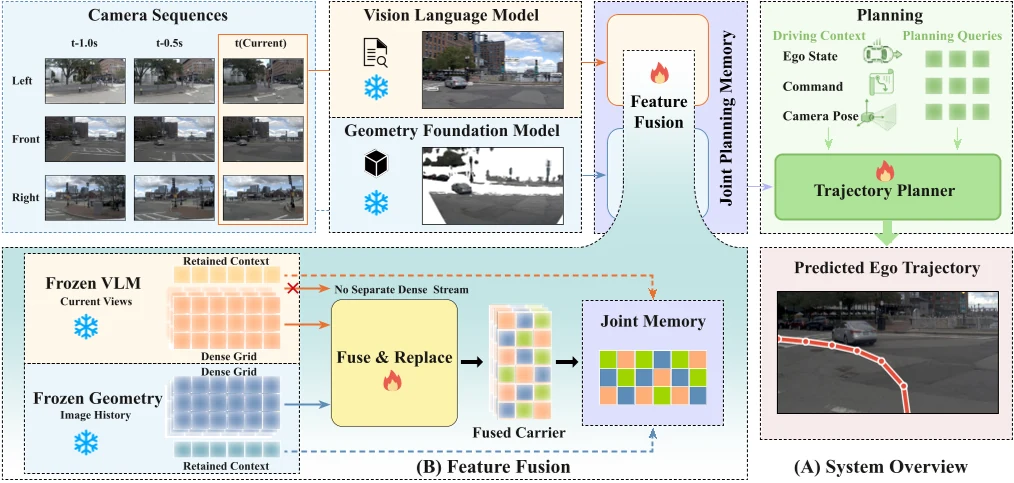 Camera Sequences
t-1.0s
t-0.5s
t(Current)
Left
Front
Right
Vision Language Model
Geometry Foundation Model
Feature
Fusion
Joint Planning Memory
Planning
Driving Context
Planning Queries
Ego State
Command
Camera Pose
Trajectory Planner
Predicted Ego Trajectory
(A) System Overview
Retained Context
Frozen VLM
Current Views
No Separate Dense Stream
Dense Grid
Dense Grid
Frozen Geometry
Image History
Retained Context
Fuse & Replace
Fused Carrier
Joint Memory
(B) Feature Fusion